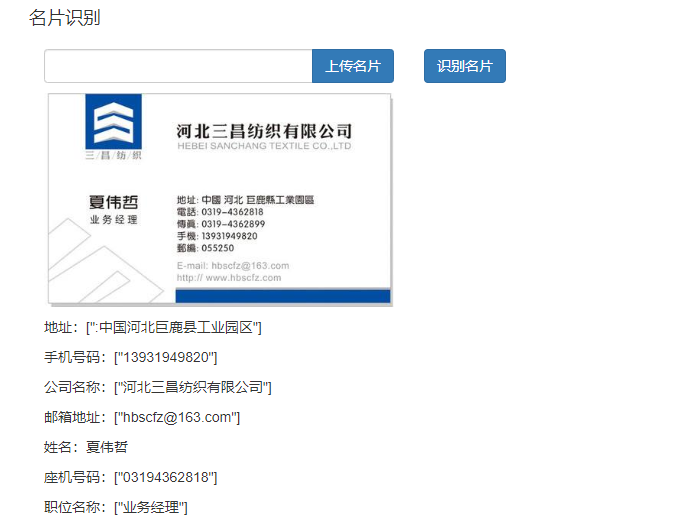 名片识别
上传名片
识别名片
三/昌/纺/织
河北三昌纺织有限公司
HEBEI SANCHANG TEXTILE CO.,LTD
夏伟哲
业务经理
地址: 中國 河北 巨鹿縣工業園區
電話: 0319-4362818
傳眞: 0319-4362899
手機: 13931949820
郵編: 055250
E-mail: hbscfz@163.com
http:// www.hbscfz.com
地址：[":中国河北巨鹿县工业园区"]
手机号码：["13931949820"]
公司名称：["河北三昌纺织有限公司"]
邮箱地址：["hbscfz@163.com"]
姓名：夏伟哲
座机号码：["03194362818"]
职位名称：["业务经理"]